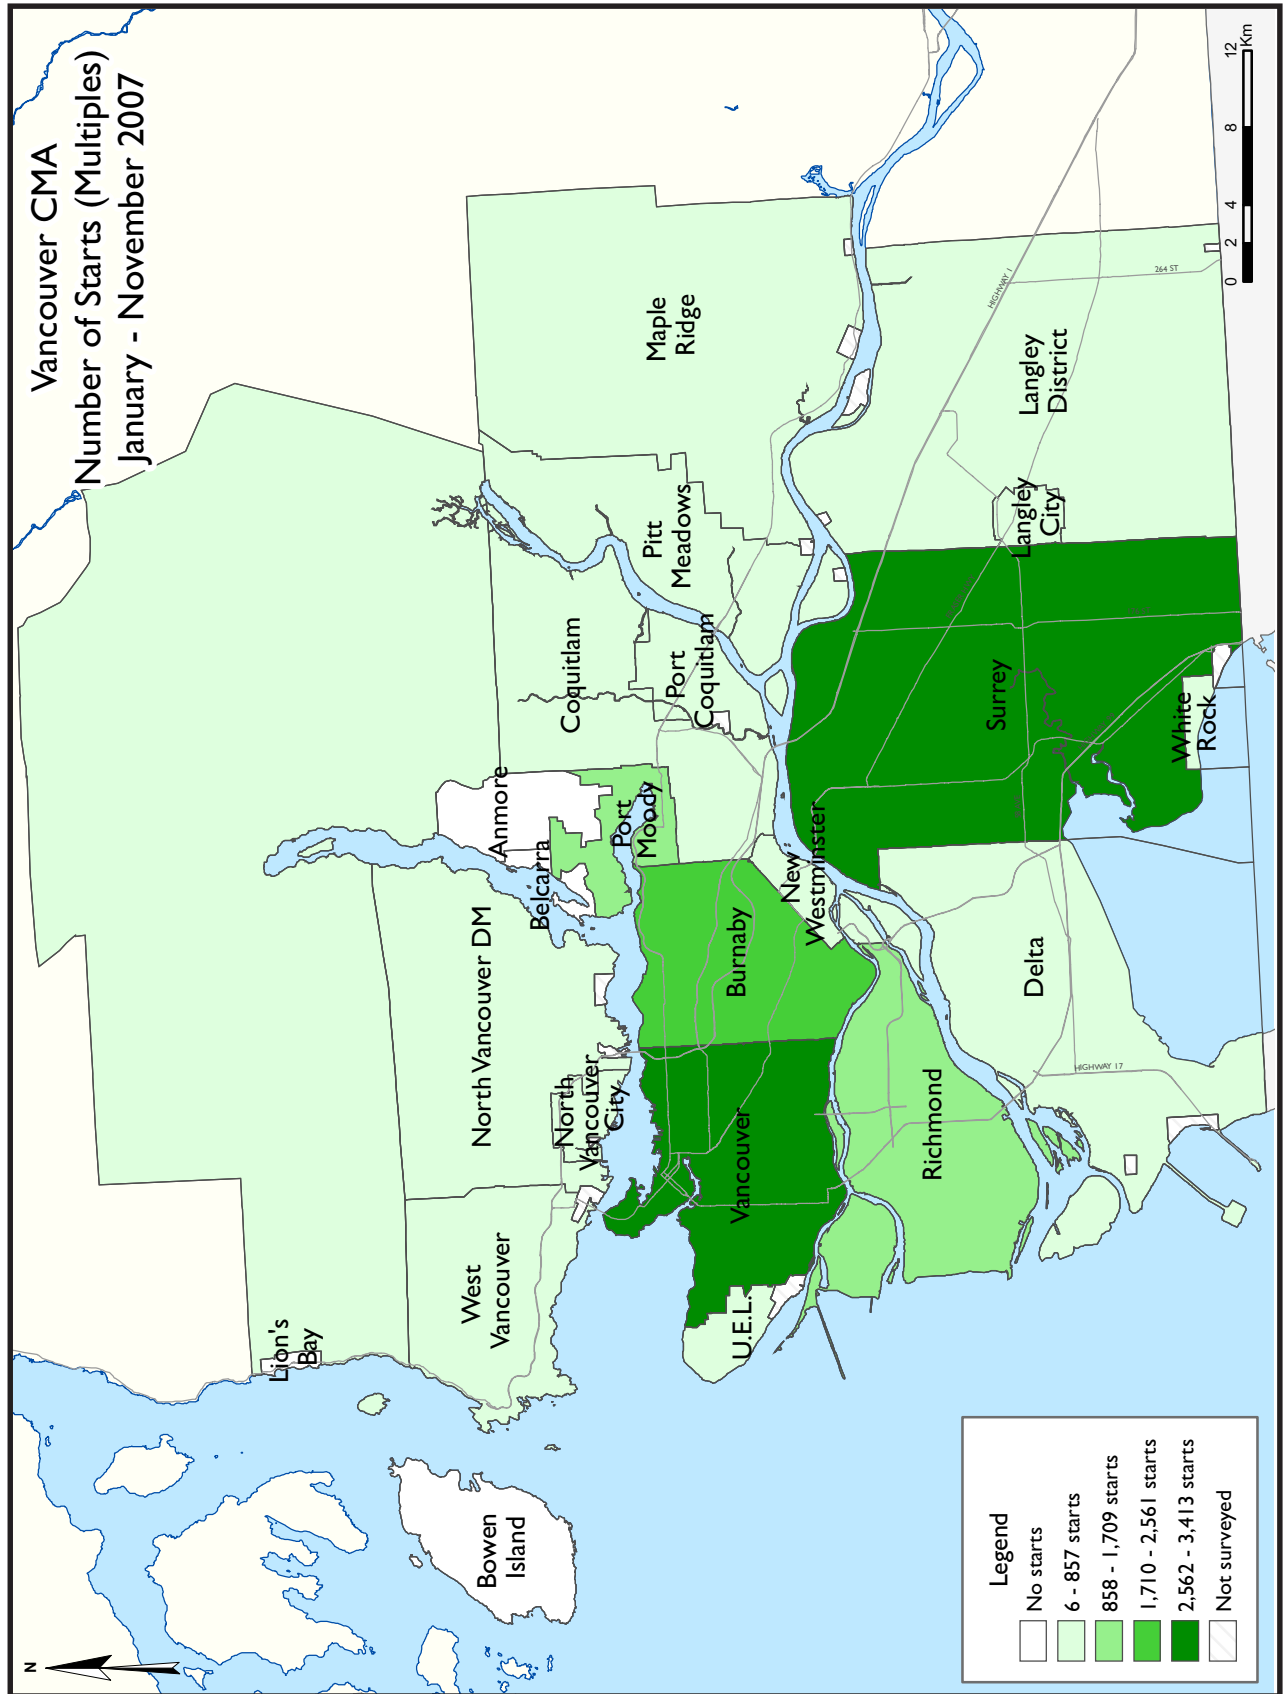 Vancouver CMA
Number of Starts (Multiples)
January - November 2007
N
Lion's
Bay
Bowen
Island
West
Vancouver
North Vancouver DM
North
Vancouver
City
Anmore
Belcarra
Port
Moody
Coquitlam
Port
Coquitlam
Pitt
Meadows
Maple
Ridge
U.E.L.
Vancouver
Burnaby
New
Westminster
Richmond
Delta
HIGHWAY 17
Surrey
White
Rock
Langley
City
Langley
District
HIGHWAY 1
264 ST
Legend
No starts
6 - 857 starts
858 - 1,709 starts
1,710 - 2,561 starts
2,562 - 3,413 starts
Not surveyed
0 2 4 8 12
Km